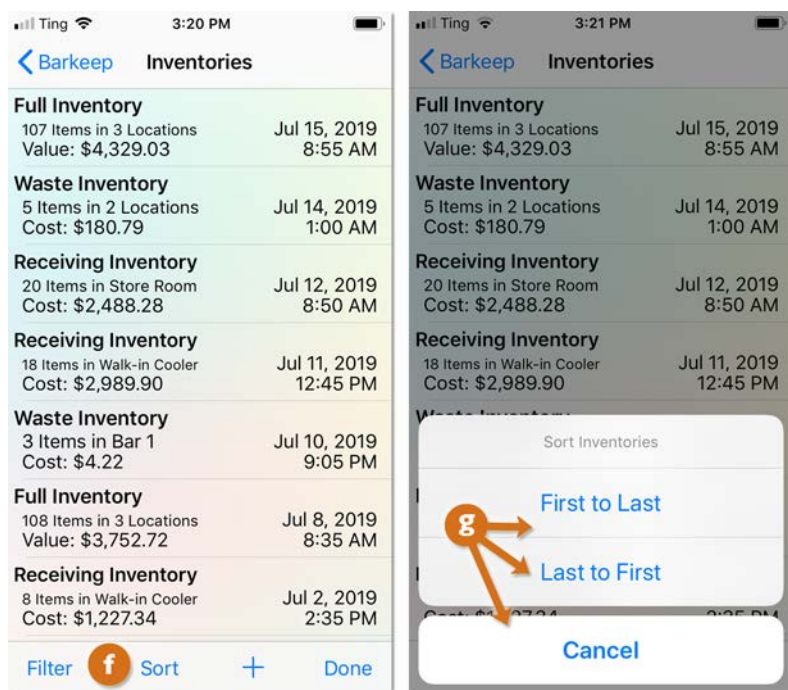 Ting 3:20 PM
Barkeep Inventories
Full Inventory
107 Items in 3 Locations Jul 15, 2019
Value: $4,329.03 8:55 AM
Waste Inventory
5 Items in 2 Locations Jul 14, 2019
Cost: $180.79 1:00 AM
Receiving Inventory
20 Items in Store Room Jul 12, 2019
Cost: $2,488.28 8:50 AM
Receiving Inventory
18 Items in Walk-in Cooler Jul 11, 2019
Cost: $2,989.90 12:45 PM
Waste Inventory
3 Items in Bar 1 Jul 10, 2019
Cost: $4.22 9:05 PM
Full Inventory
108 Items in 3 Locations Jul 8, 2019
Value: $3,752.72 8:35 AM
Receiving Inventory
8 Items in Walk-in Cooler Jul 2, 2019
Cost: $1,227.34 2:35 PM
Filter f Sort + Done
Ting 3:21 PM
Barkeep Inventories
Full Inventory
107 Items in 3 Locations Jul 15, 2019
Value: $4,329.03 8:55 AM
Waste Inventory
5 Items in 2 Locations Jul 14, 2019
Cost: $180.79 1:00 AM
Receiving Inventory
20 Items in Store Room Jul 12, 2019
Cost: $2,488.28 8:50 AM
Receiving Inventory
18 Items in Walk-in Cooler Jul 11, 2019
Cost: $2,989.90 12:45 PM
Sort Inventories
First to Last
g
Last to First
Cancel